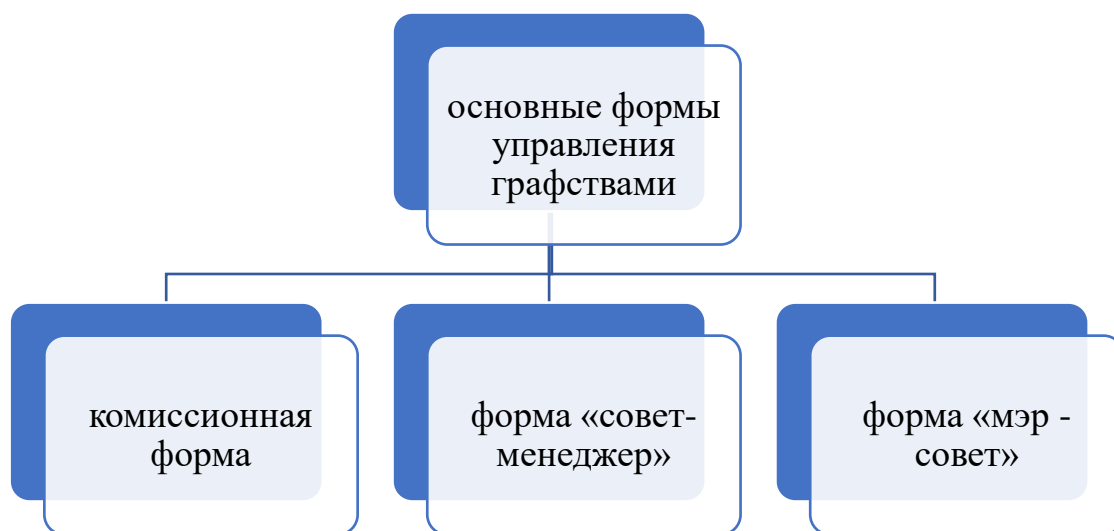 основные формы
управления
графствами
комиссионная
форма
форма «совет-
менеджер»
форма «мэр -
совет»